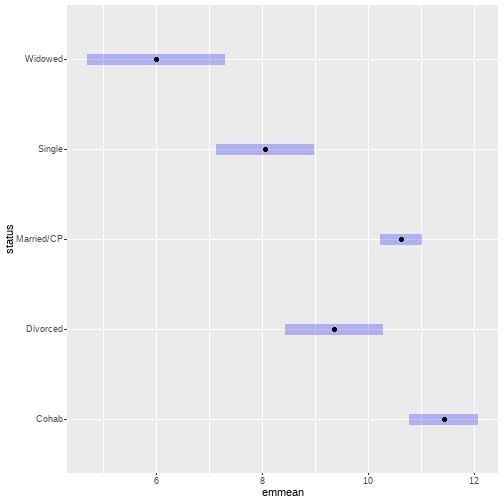 Widowed
Single
Married/CP
Divorced
Cohab
status
6 8 10 12
emmean